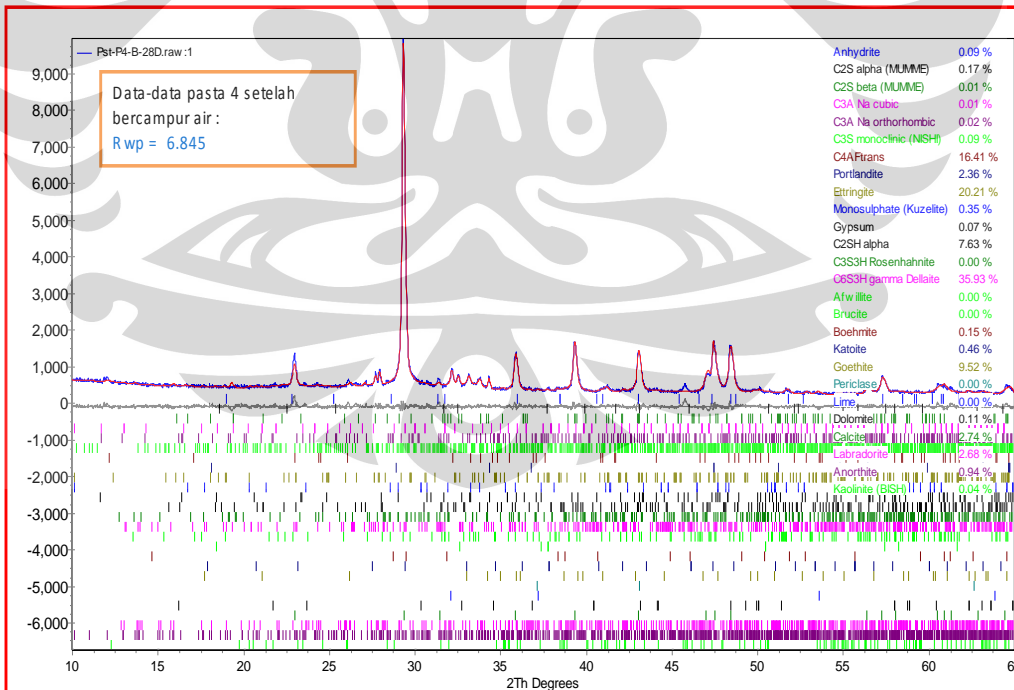 Pst-P4-B-28D.raw:1
Data-data pasta 4 setelah
bercampur air :
Rwp = 6.845
Anhydrite 0.09 %
C2S alpha (MUMME) 0.17 %
C2S beta (MUMME) 0.01 %
C3A Na cubic 0.01 %
C3A Na orthorhombic 0.02 %
C3S monoclinic (NISHI) 0.09 %
C4AFtrans 16.41 %
Portlandite 2.36 %
Ettringite 20.21 %
Monosulphate (Kuzelite) 0.35 %
Gypsum 0.07 %
C2SH alpha 7.63 %
C3S3H Rosenhahnite 0.00 %
C6S3H gamma Dellaite 35.93 %
Afwillite 0.00 %
Brucite 0.00 %
Boehmite 0.15 %
Katoite 0.46 %
Goethite 9.52 %
Periclase 0.00 %
Lime 0.00 %
Dolomite 0.11 %
Calcite 2.74 %
Labradorite 2.68 %
Anorthite 0.94 %
Kaolinite (BISH) 0.04 %
9,000
8,000
7,000
6,000
5,000
4,000
3,000
2,000
1,000
0
-1,000
-2,000
-3,000
-4,000
-5,000
-6,000
10 15 20 25 30 35 40 45 50 55 60 6
2Th Degrees